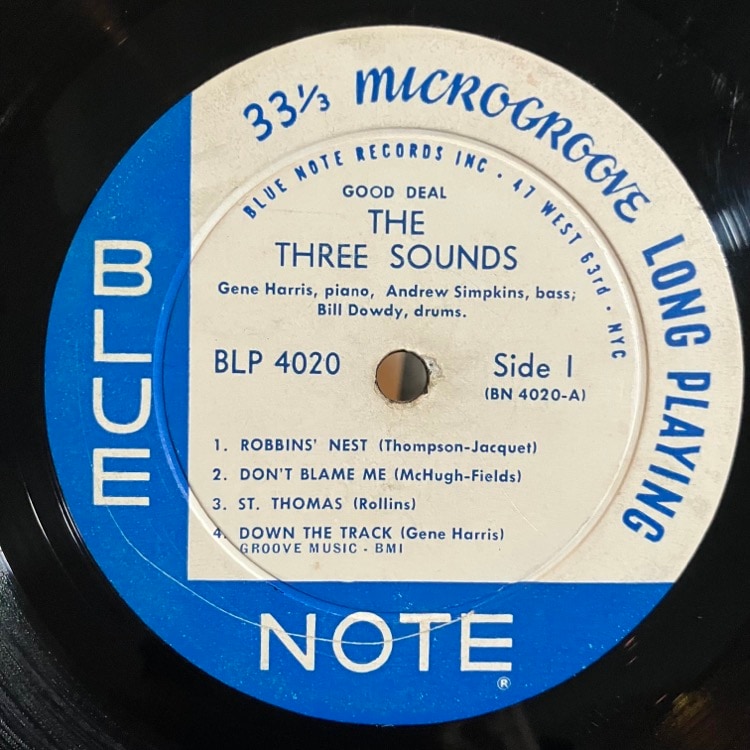 33⅓ MICROGROOVE LONG PLAYING
BLUE NOTE RECORDS INC · 47 WEST 63rd · NYC
GOOD DEAL
THE
THREE SOUNDS
Gene Harris, piano, Andrew Simpkins, bass;
Bill Dowdy, drums.
BLP 4020
Side 1
(BN 4020-A)
1. ROBBINS' NEST (Thompson-Jacquet)
2. DON'T BLAME ME (McHugh-Fields)
3. ST. THOMAS (Rollins)
4. DOWN THE TRACK (Gene Harris)
GROOVE MUSIC - BMI
BLUE
NOTE
®